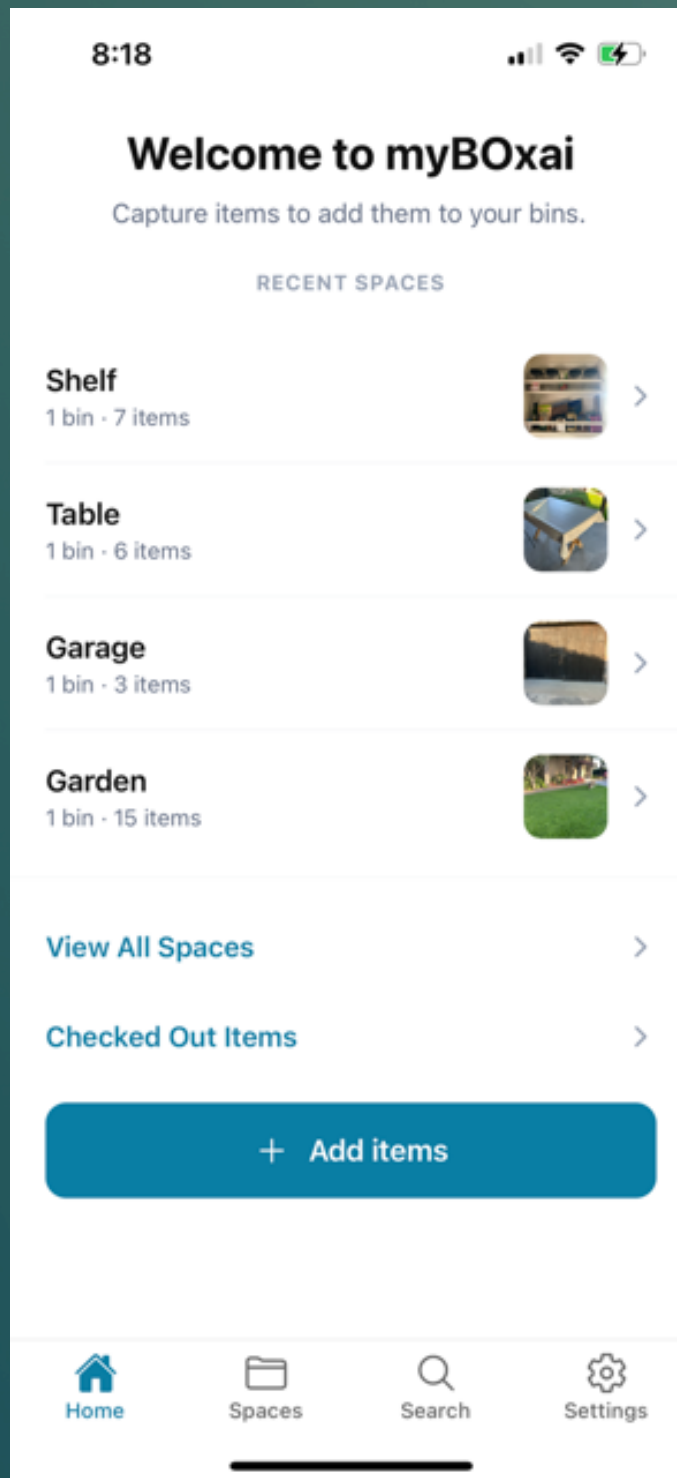 8:18
Welcome to myBOxai
Capture items to add them to your bins.
RECENT SPACES
Shelf
1 bin · 7 items
Table
1 bin · 6 items
Garage
1 bin · 3 items
Garden
1 bin · 15 items
View All Spaces
Checked Out Items
+ Add items
Home Spaces Search Settings